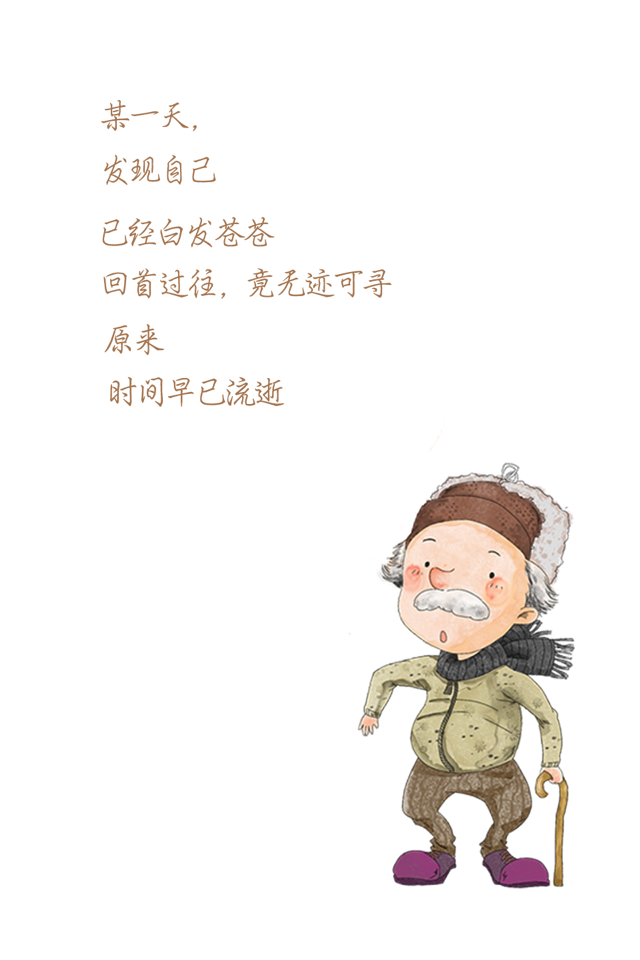 某一天，
发现自己
已经白发苍苍
回首过往，竟无迹可寻
原来
时间早已流逝